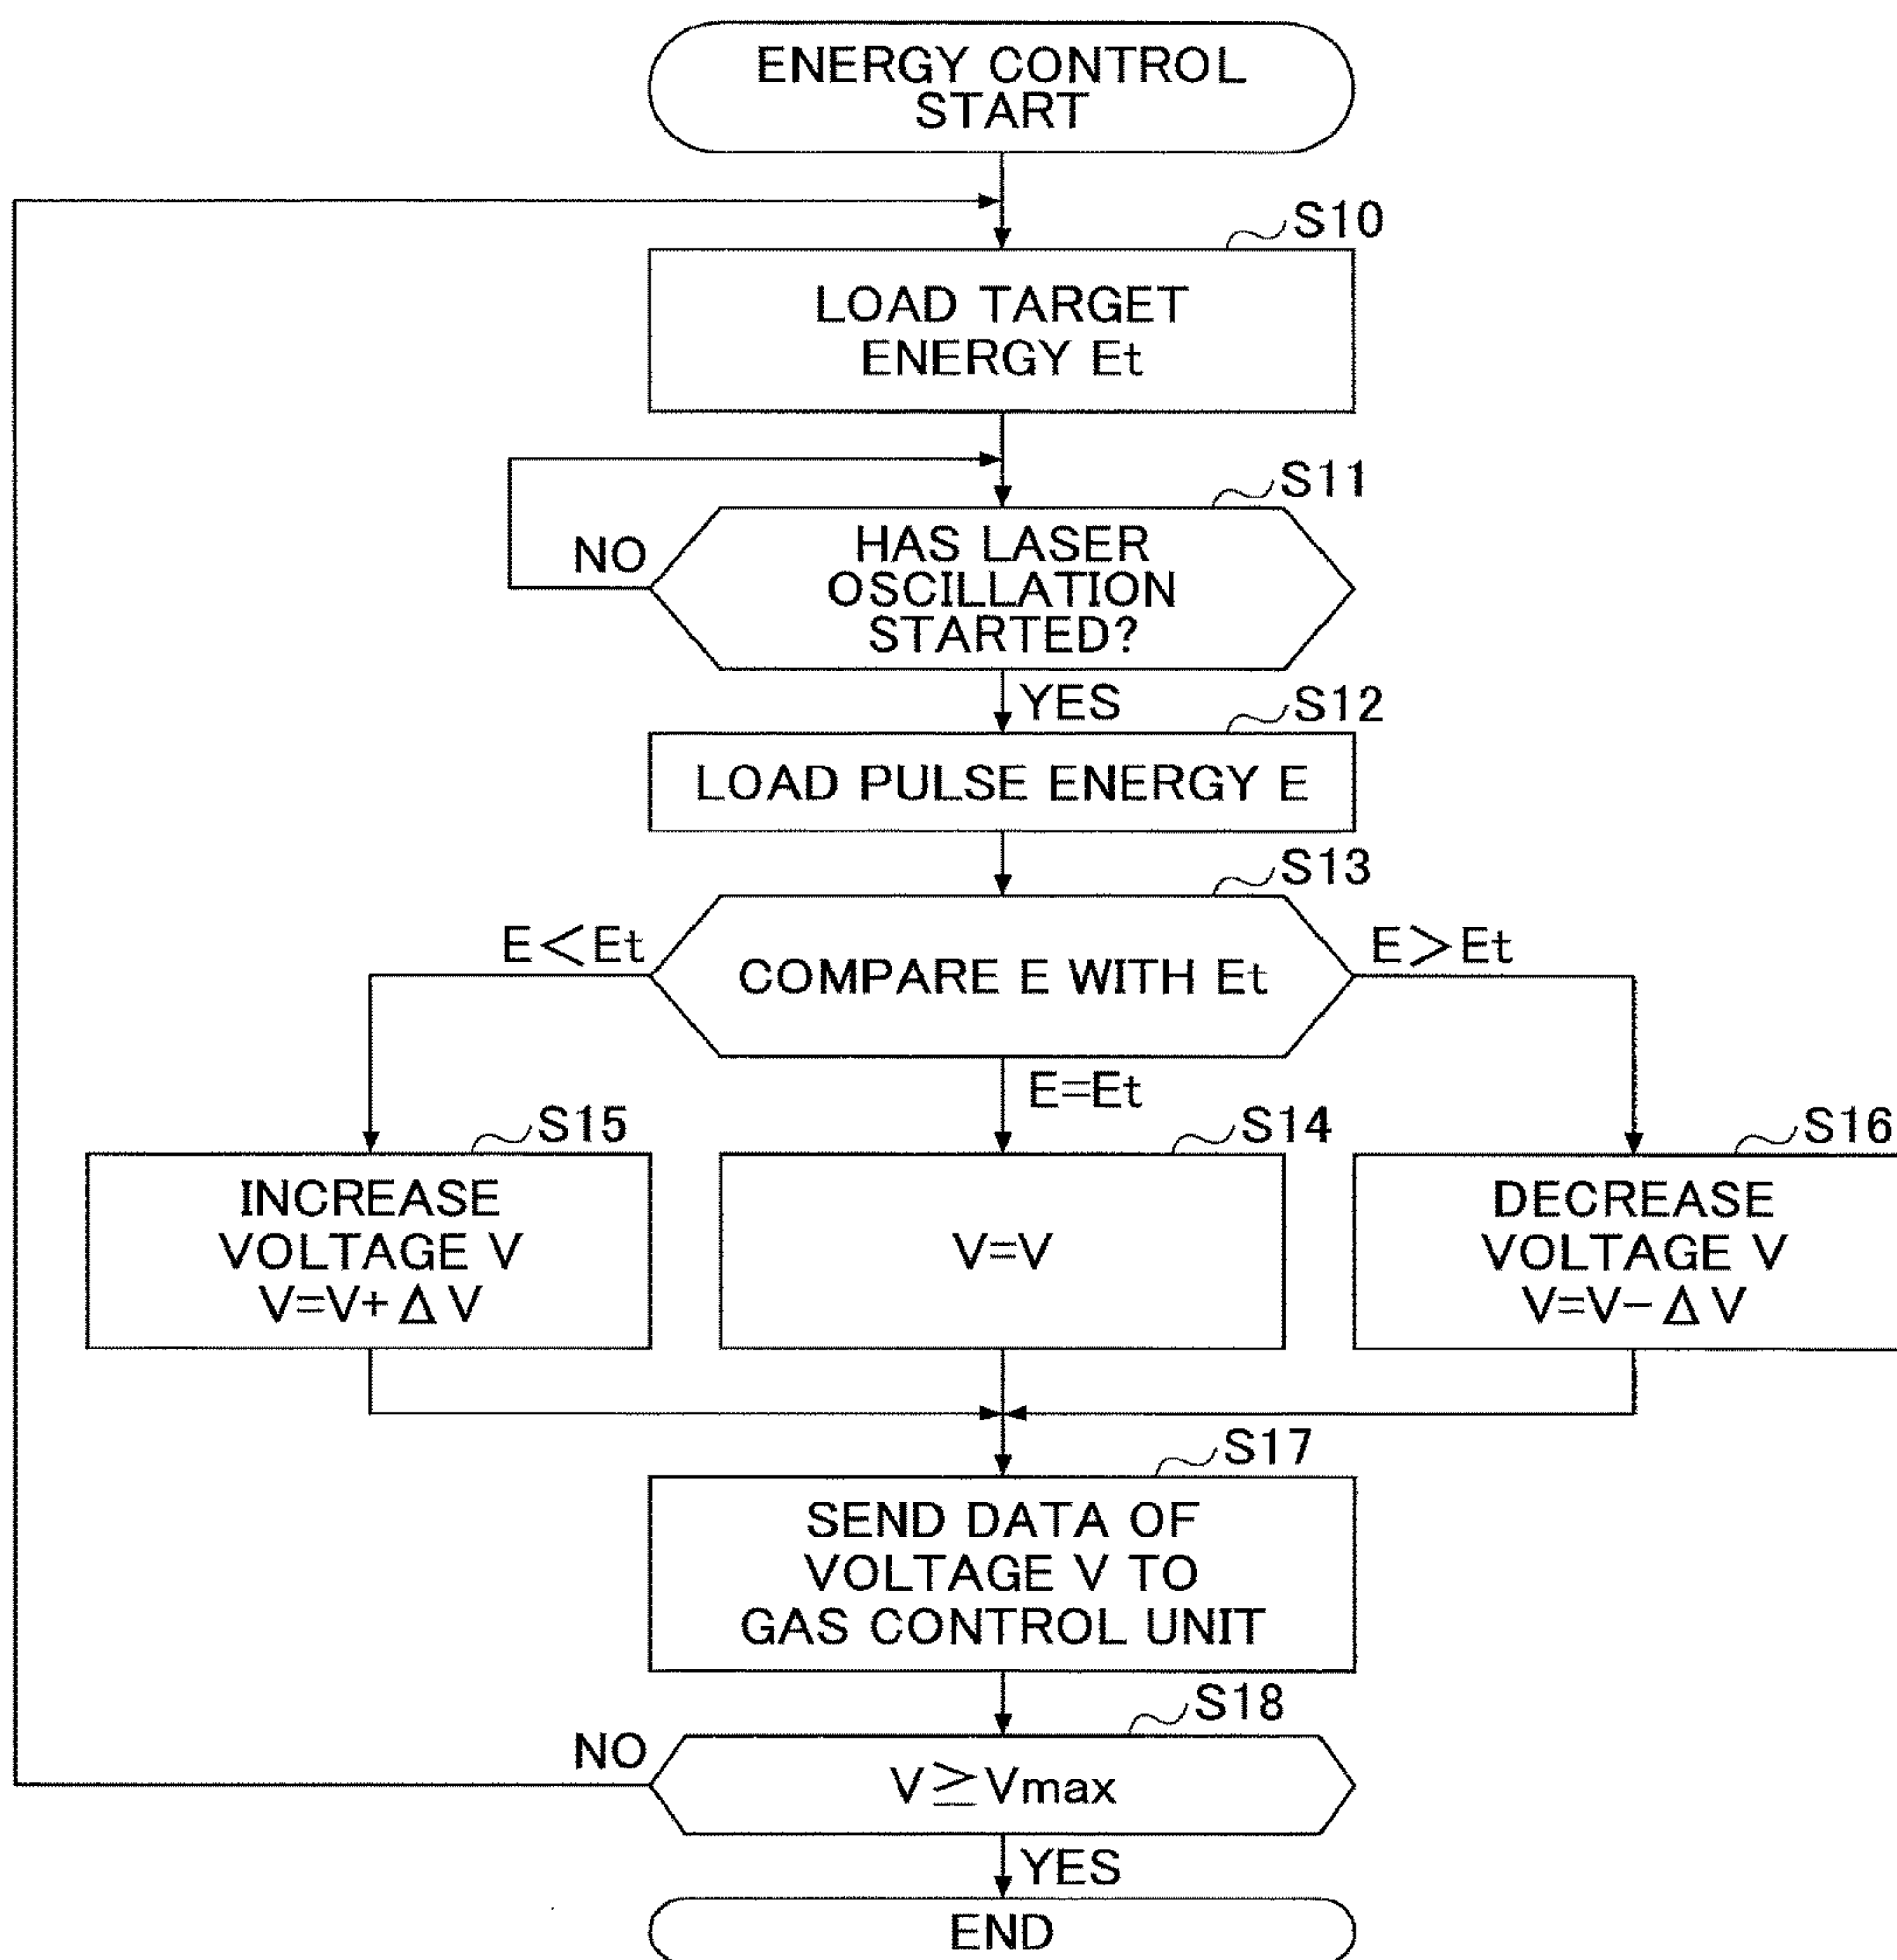 ENERGY CONTROL
START
S10
LOAD TARGET
ENERGY Et
S11
NO
HAS LASER
OSCILLATION
STARTED?
YES
S12
LOAD PULSE ENERGY E
S13
E<Et
COMPARE E WITH Et
E>Et
E=Et
S15
INCREASE
VOLTAGE V
V=V+ΔV
S14
V=V
S16
DECREASE
VOLTAGE V
V=V−ΔV
S17
SEND DATA OF
VOLTAGE V TO
GAS CONTROL UNIT
S18
NO
V≧Vmax
YES
END